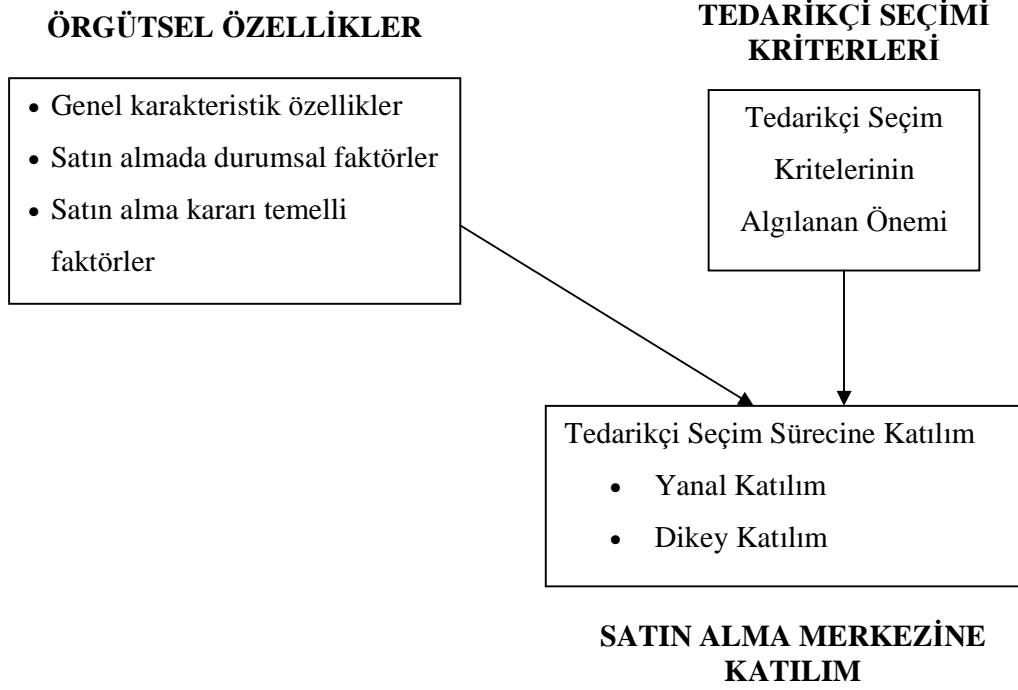 ÖRGÜTSEL ÖZELLİKLER
• Genel karakteristik özellikler
• Satın almada durumsal faktörler
• Satın alma kararı temelli
faktörler
TEDARİKÇİ SEÇİMİ
KRİTERLERİ
Tedarikçi Seçim
Kritelerinin
Algılanan Önemi
Tedarikçi Seçim Sürecine Katılım
• Yanal Katılım
• Dikey Katılım
SATIN ALMA MERKEZİNE
KATILIM